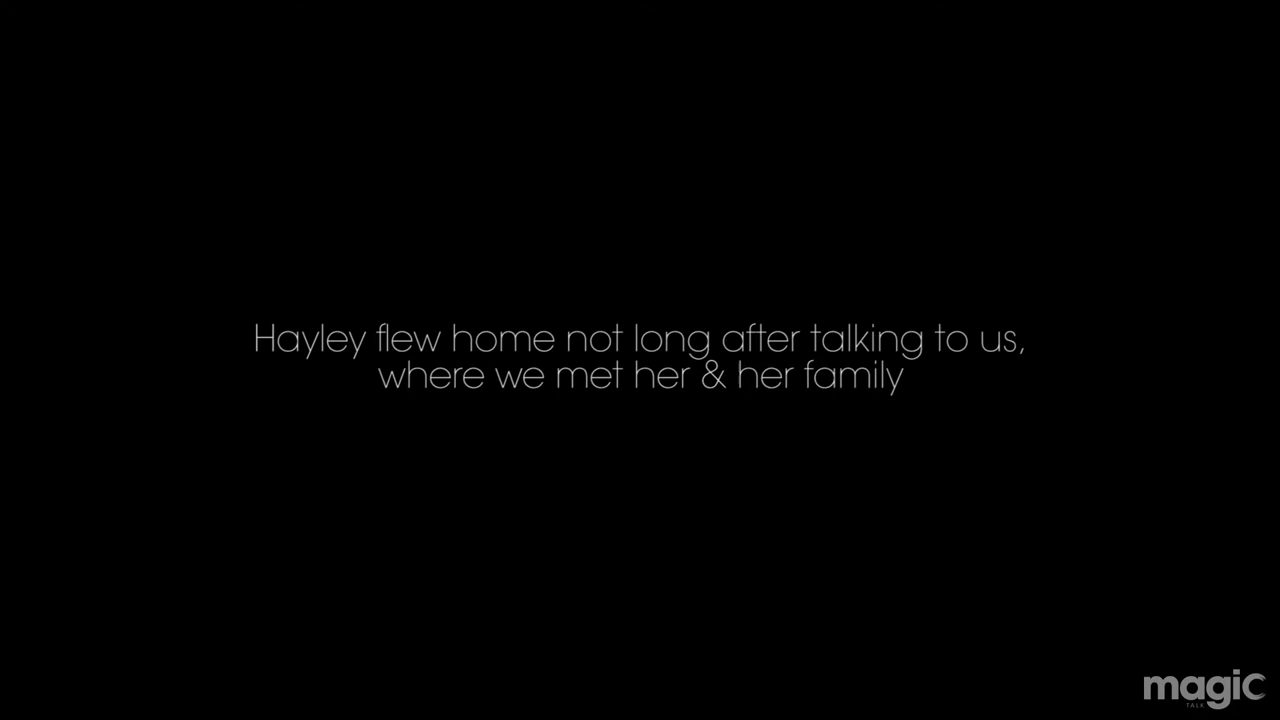 Hayley flew home not long after talking to us,
where we met her & her family
magic
TALK